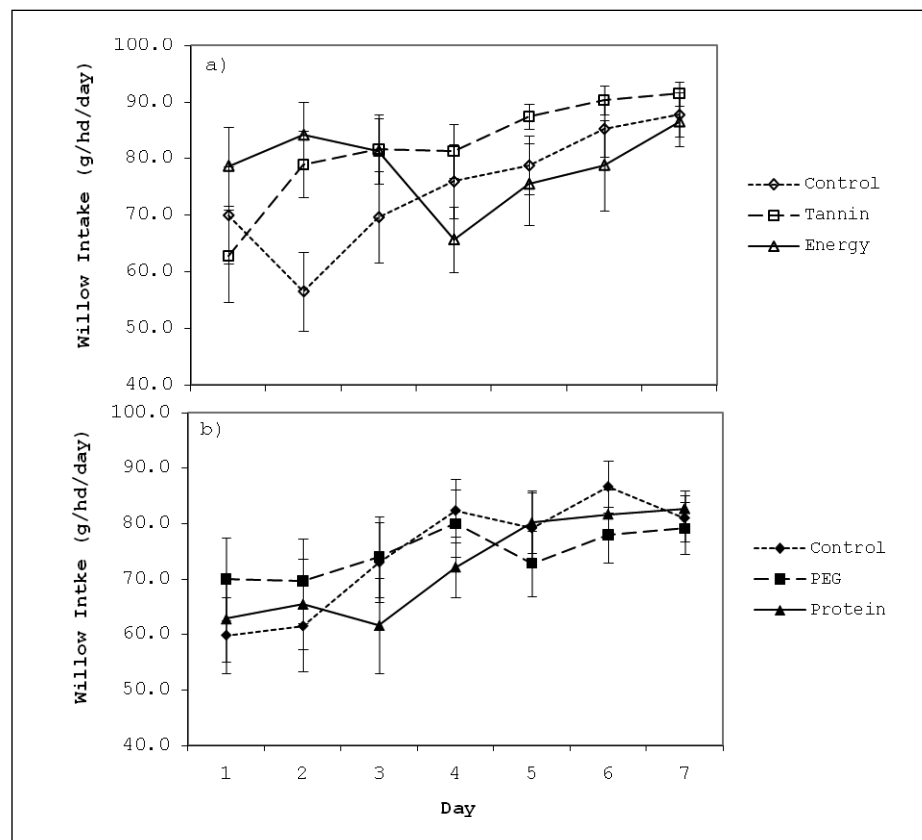 a)
Willow Intake (g/hd/day)
100.0
90.0
80.0
70.0
60.0
50.0
40.0
Control
Tannin
Energy
b)
Willow Intke (g/hd/day)
100.0
90.0
80.0
70.0
60.0
50.0
40.0
Control
PEG
Protein
1 2 3 4 5 6 7
Day